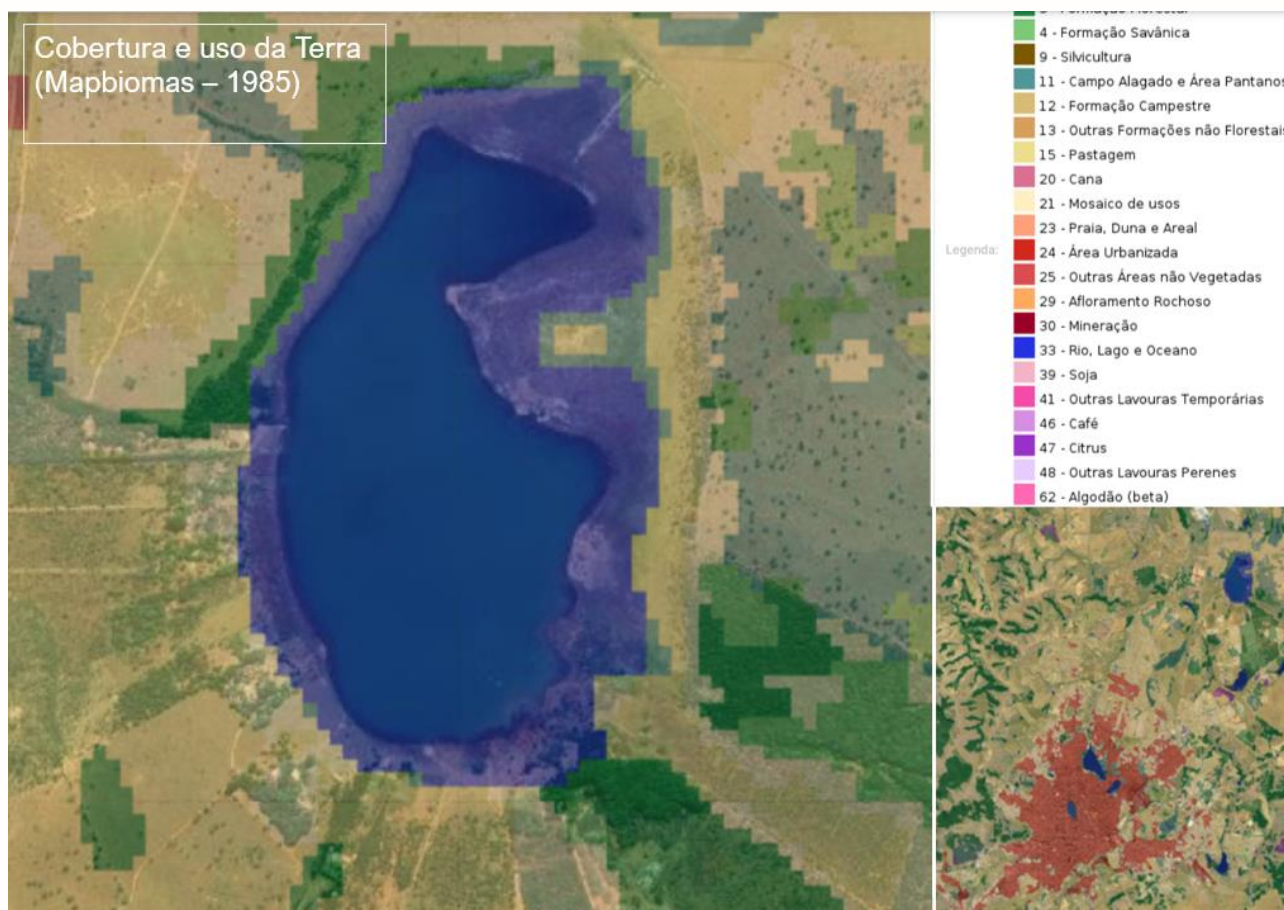 Cobertura e uso da Terra
(Mapbiomas – 1985)
4 - Formação Savânica
9 - Silvicultura
11 - Campo Alagado e Área Pantanos
12 - Formação Campestre
13 - Outras Formações não Florestais
15 - Pastagem
20 - Cana
21 - Mosaico de usos
23 - Praia, Duna e Areal
24 - Área Urbanizada
Legenda:
25 - Outras Áreas não Vegetadas
29 - Afloramento Rochoso
30 - Mineração
33 - Rio, Lago e Oceano
39 - Soja
41 - Outras Lavouras Temporárias
46 - Café
47 - Citrus
48 - Outras Lavouras Perenes
62 - Algodão (beta)